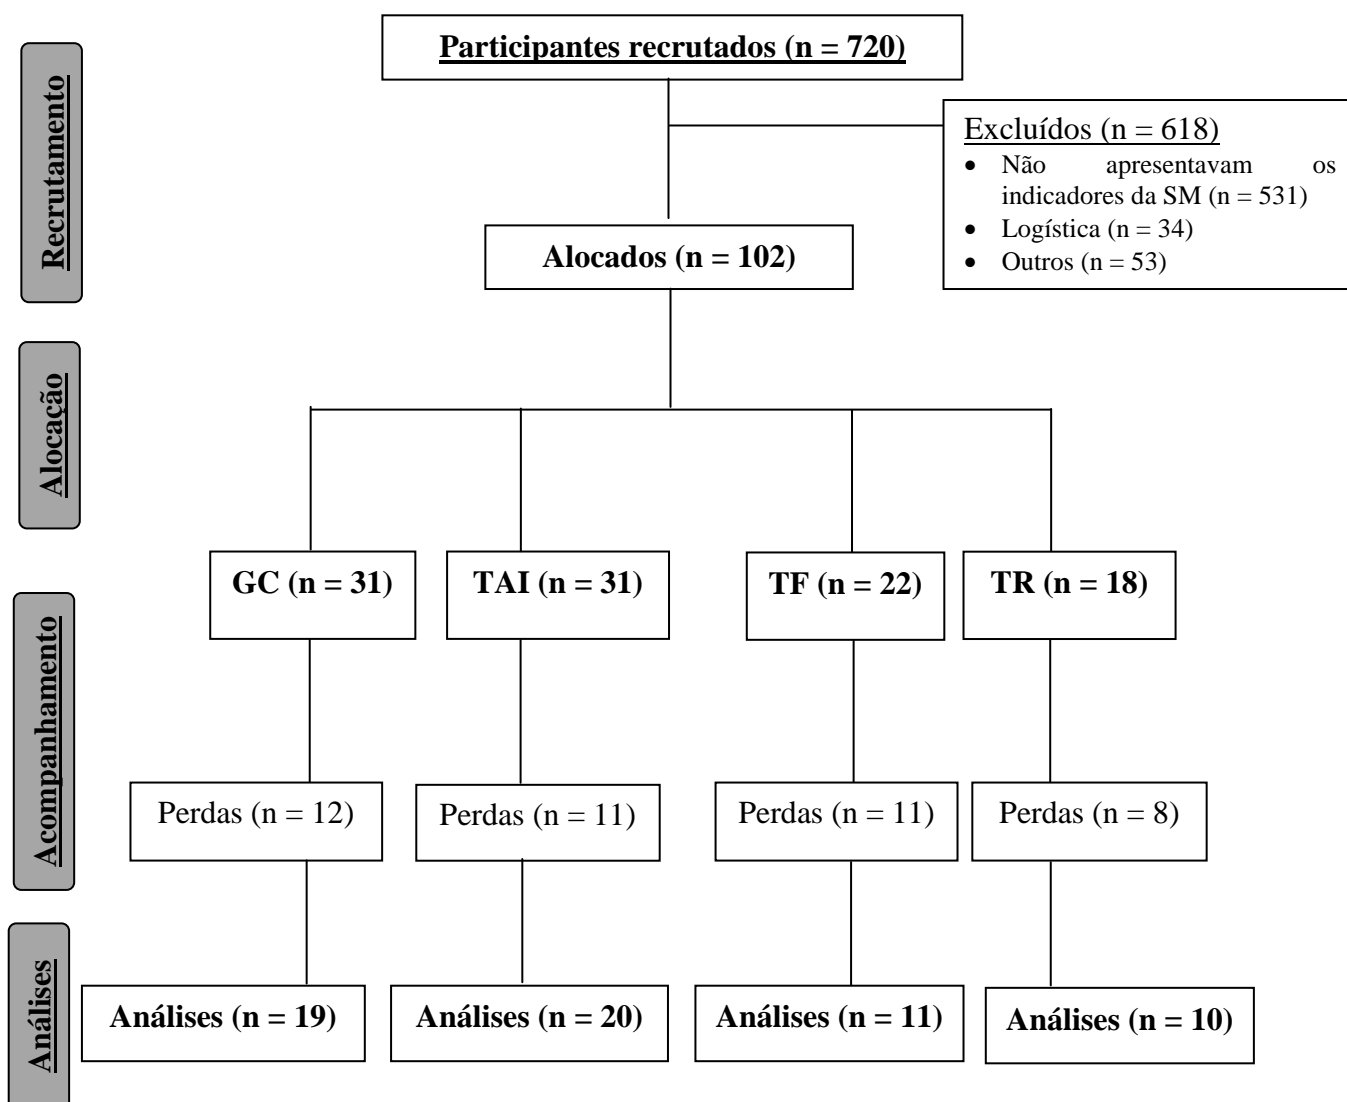 Participantes recrutados (n = 720)
Recrutamento
Excluídos (n = 618)
• Não apresentavam os
indicadores da SM (n = 531)
• Logística (n = 34)
• Outros (n = 53)
Alocados (n = 102)
Alocação
GC (n = 31)
TAI (n = 31)
TF (n = 22)
TR (n = 18)
Acompanhamento
Perdas (n = 12)
Perdas (n = 11)
Perdas (n = 11)
Perdas (n = 8)
Análises
Análises (n = 19)
Análises (n = 20)
Análises (n = 11)
Análises (n = 10)